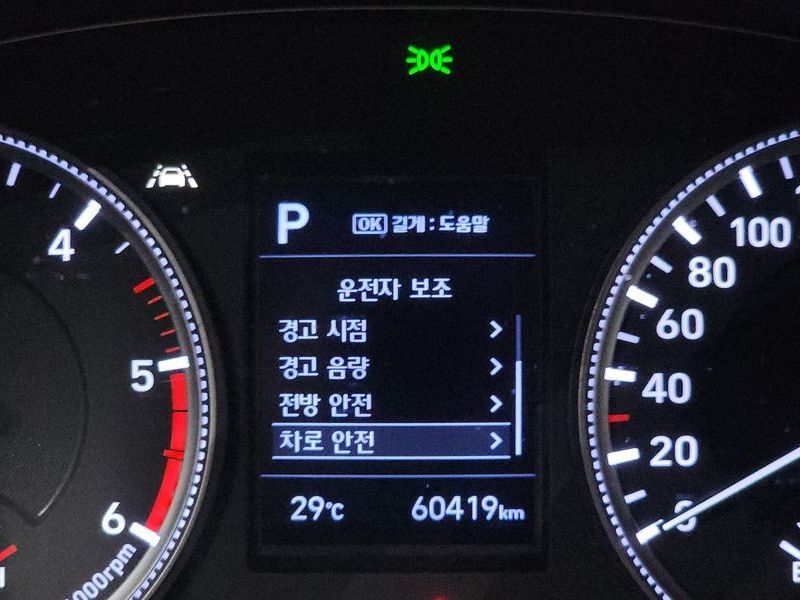 P OK 길게 : 도움말
운전자 보조
경고 시점
경고 음량
전방 안전
차로 안전
29°C 60419km
4
5
6
000rpm
100
80
60
40
20
0